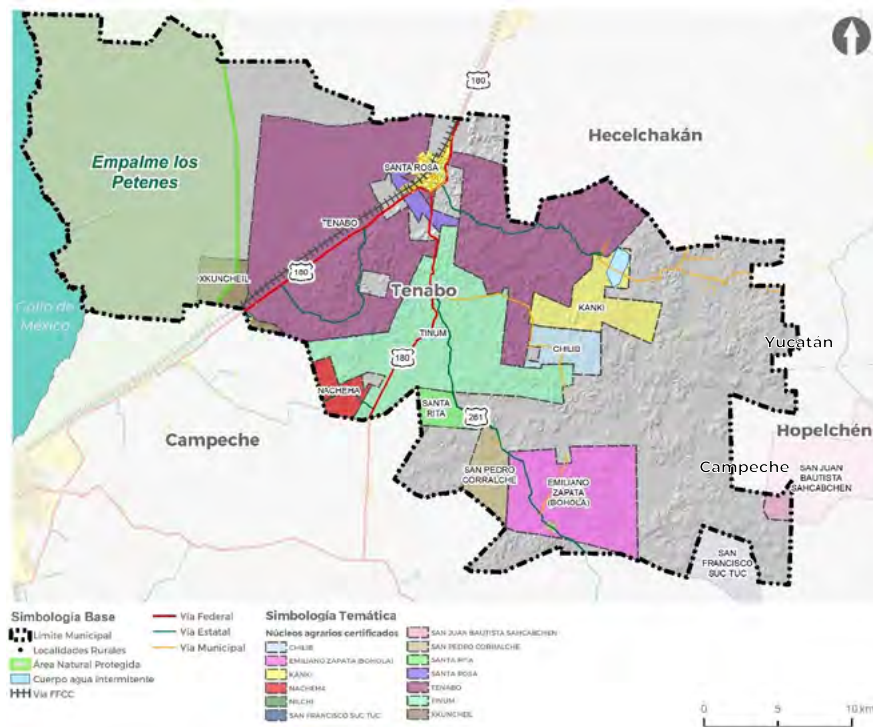 180
Hecelchakán
Empalme los
Petenes
SANTA ROSA
TENABO
XKUNCHEIL
180
Tenabo
KANKI
Golfo de
México
TINUM
CHILIB
Yucatán
180
NACHEHA
SANTA
RITA
261
Campeche
Hopelchén
SAN PEDRO
CORRALCHE
EMILIANO
ZAPATA
(BOHOLA)
Campeche
SAN JUAN
BAUTISTA
SAHCABCHEN
SAN
FRANCISCO
SUC TUC
Simbología Base
Límite Municipal
Localidades Rurales
Área Natural Protegida
Cuerpo agua intermitente
Vía FFCC
Vía Federal
Vía Estatal
Vía Municipal
Simbología Temática
Núcleos agrarios certificados
CHILIB
EMILIANO ZAPATA (BOHOLA)
KANKI
NACHEHA
NILCHI
SAN FRANCISCO SUC TUC
SAN JUAN BAUTISTA SAHCABCHEN
SAN PEDRO CORRALCHE
SANTA RITA
SANTA ROSA
TENABO
TINUM
XKUNCHEIL
0 5 10 km